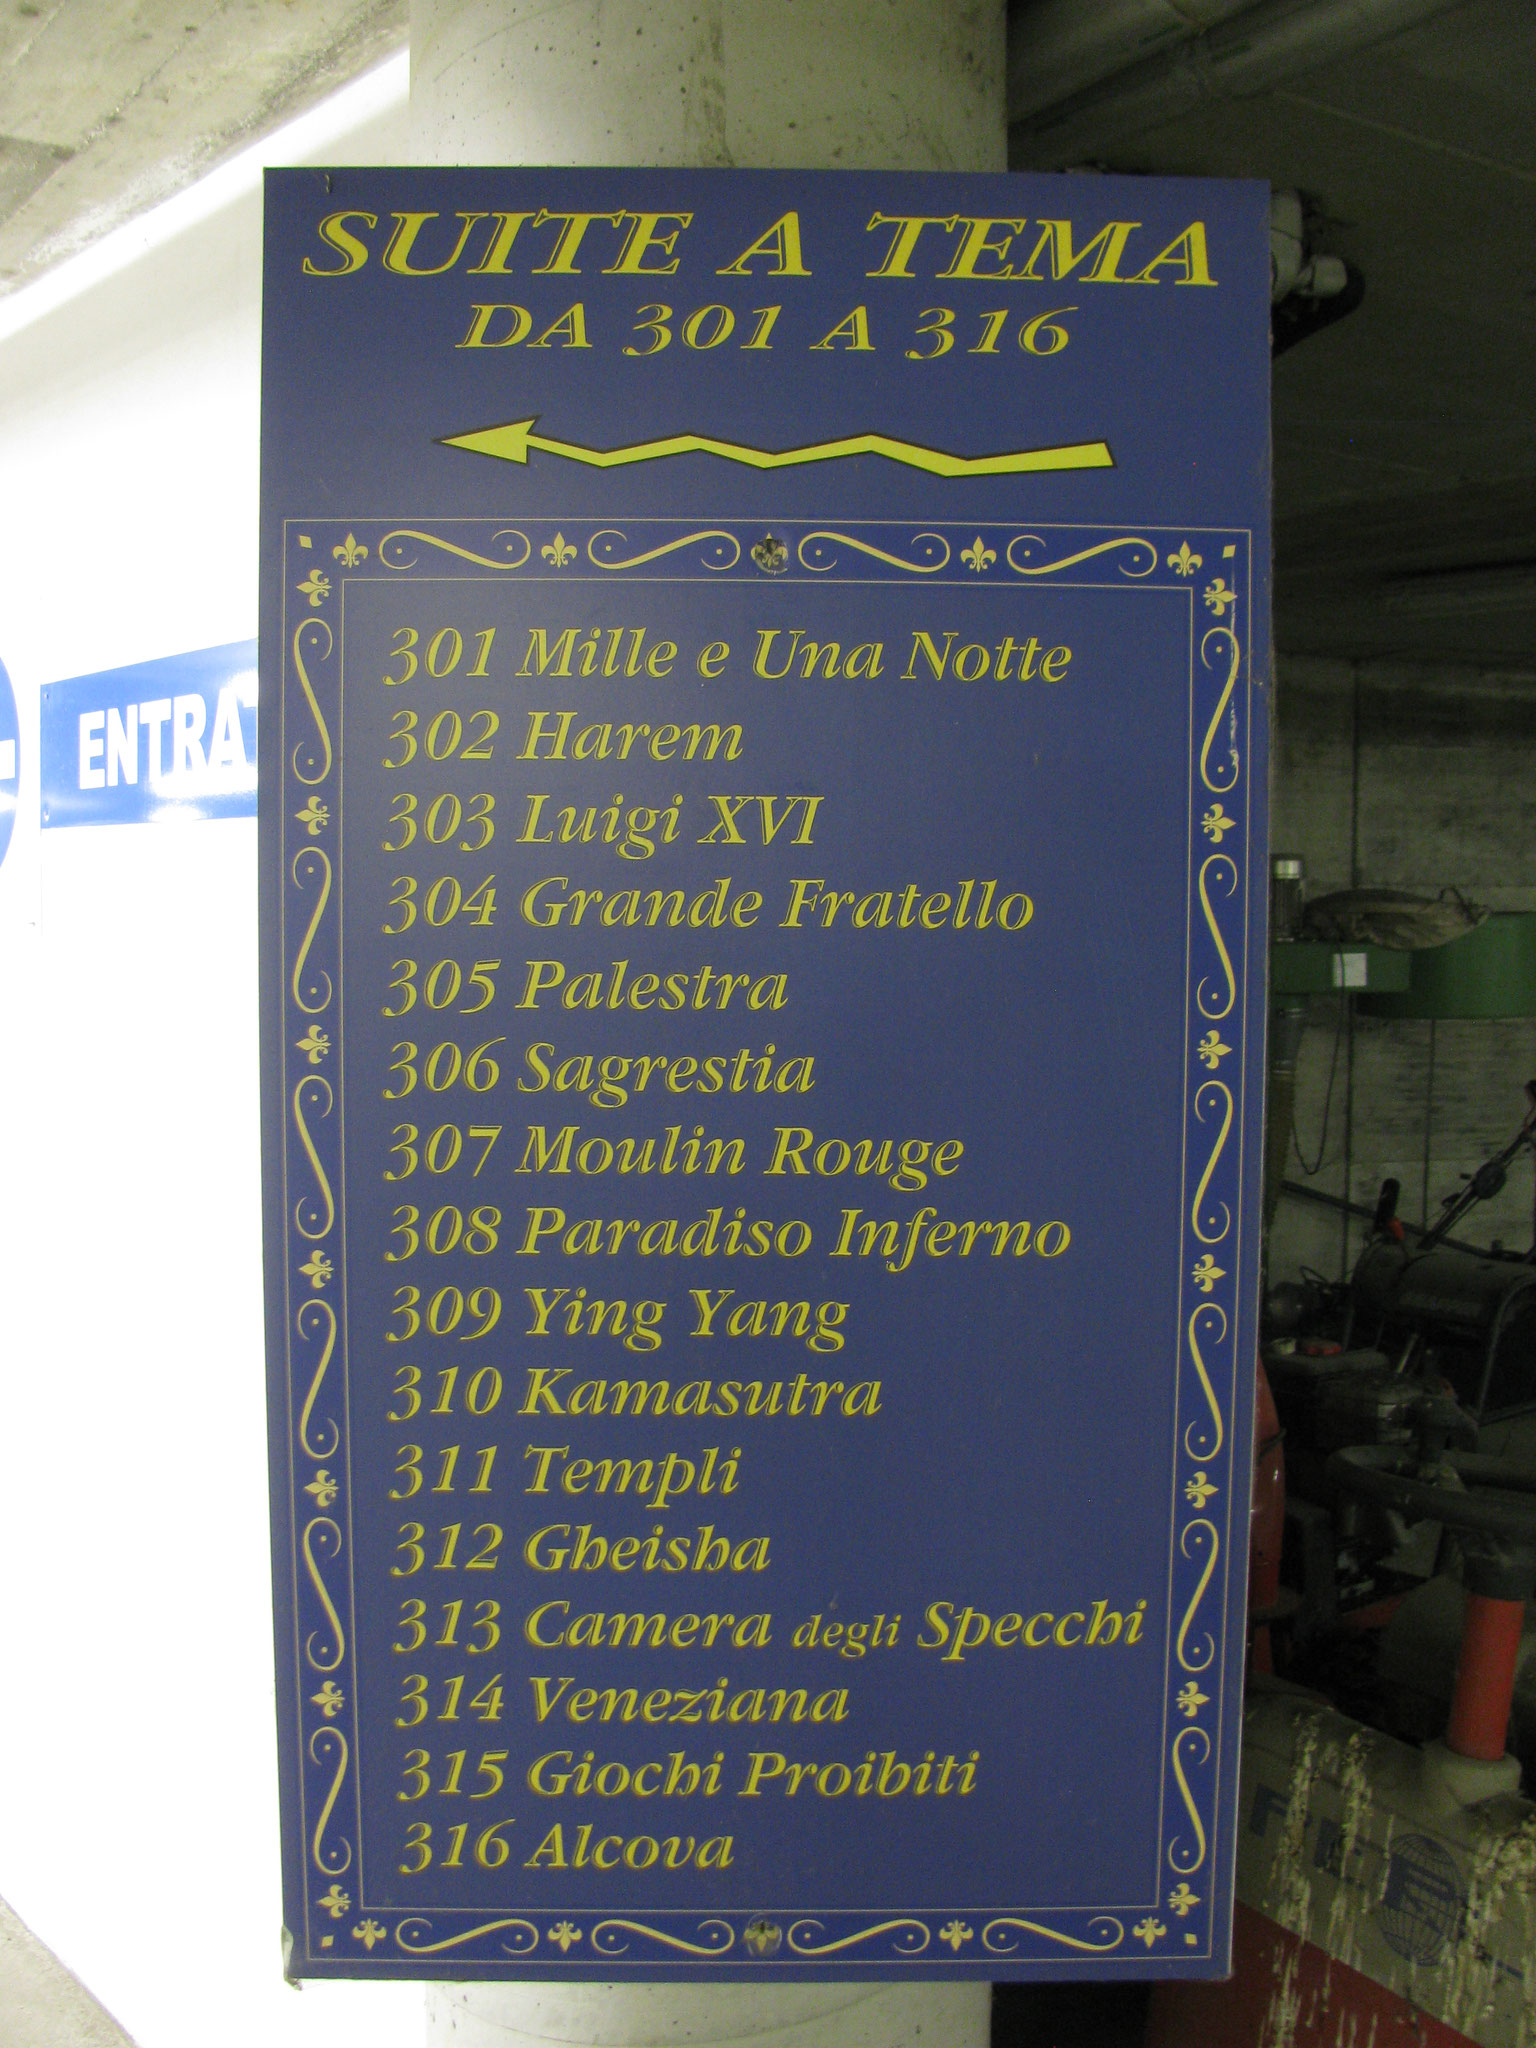 SUITE A TEMA
DA 301 A 316
ENTRAT
301 Mille e Una Notte
302 Harem
303 Luigi XVI
304 Grande Fratello
305 Palestra
306 Sagrestia
307 Moulin Rouge
308 Paradiso Inferno
309 Ying Yang
310 Kamasutra
311 Templi
312 Gheisha
313 Camera degli Specchi
314 Veneziana
315 Giochi Proibiti
316 Alcova